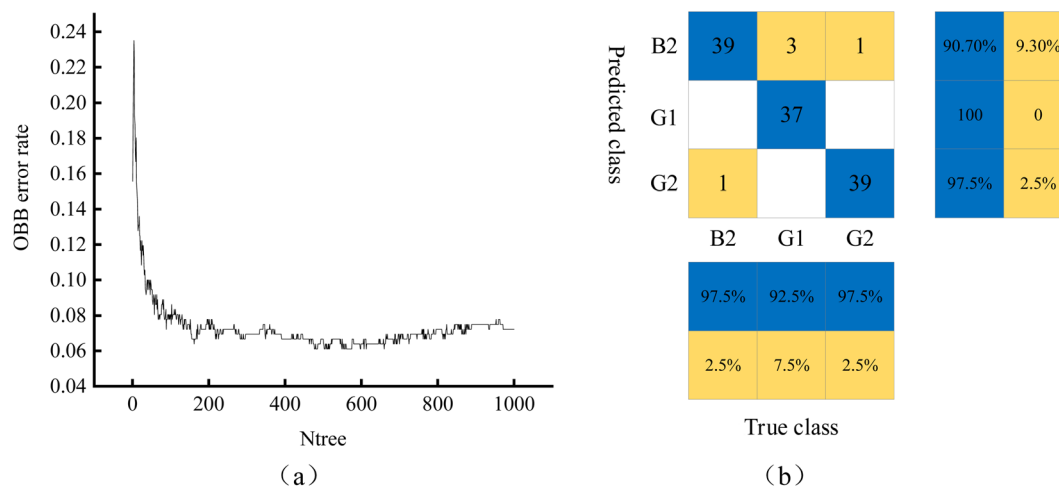 0.24
0.22
0.20
0.18
0.16
0.14
0.12
0.10
0.08
0.06
0.04
OBB error rate
0 200 400 600 800 1000
Ntree
(a)
Predicted class
B2 39 3 1 90.70% 9.30%
G1 37 100 0
G2 1 39 97.5% 2.5%
B2 G1 G2
97.5% 92.5% 97.5%
2.5% 7.5% 2.5%
True class
(b)